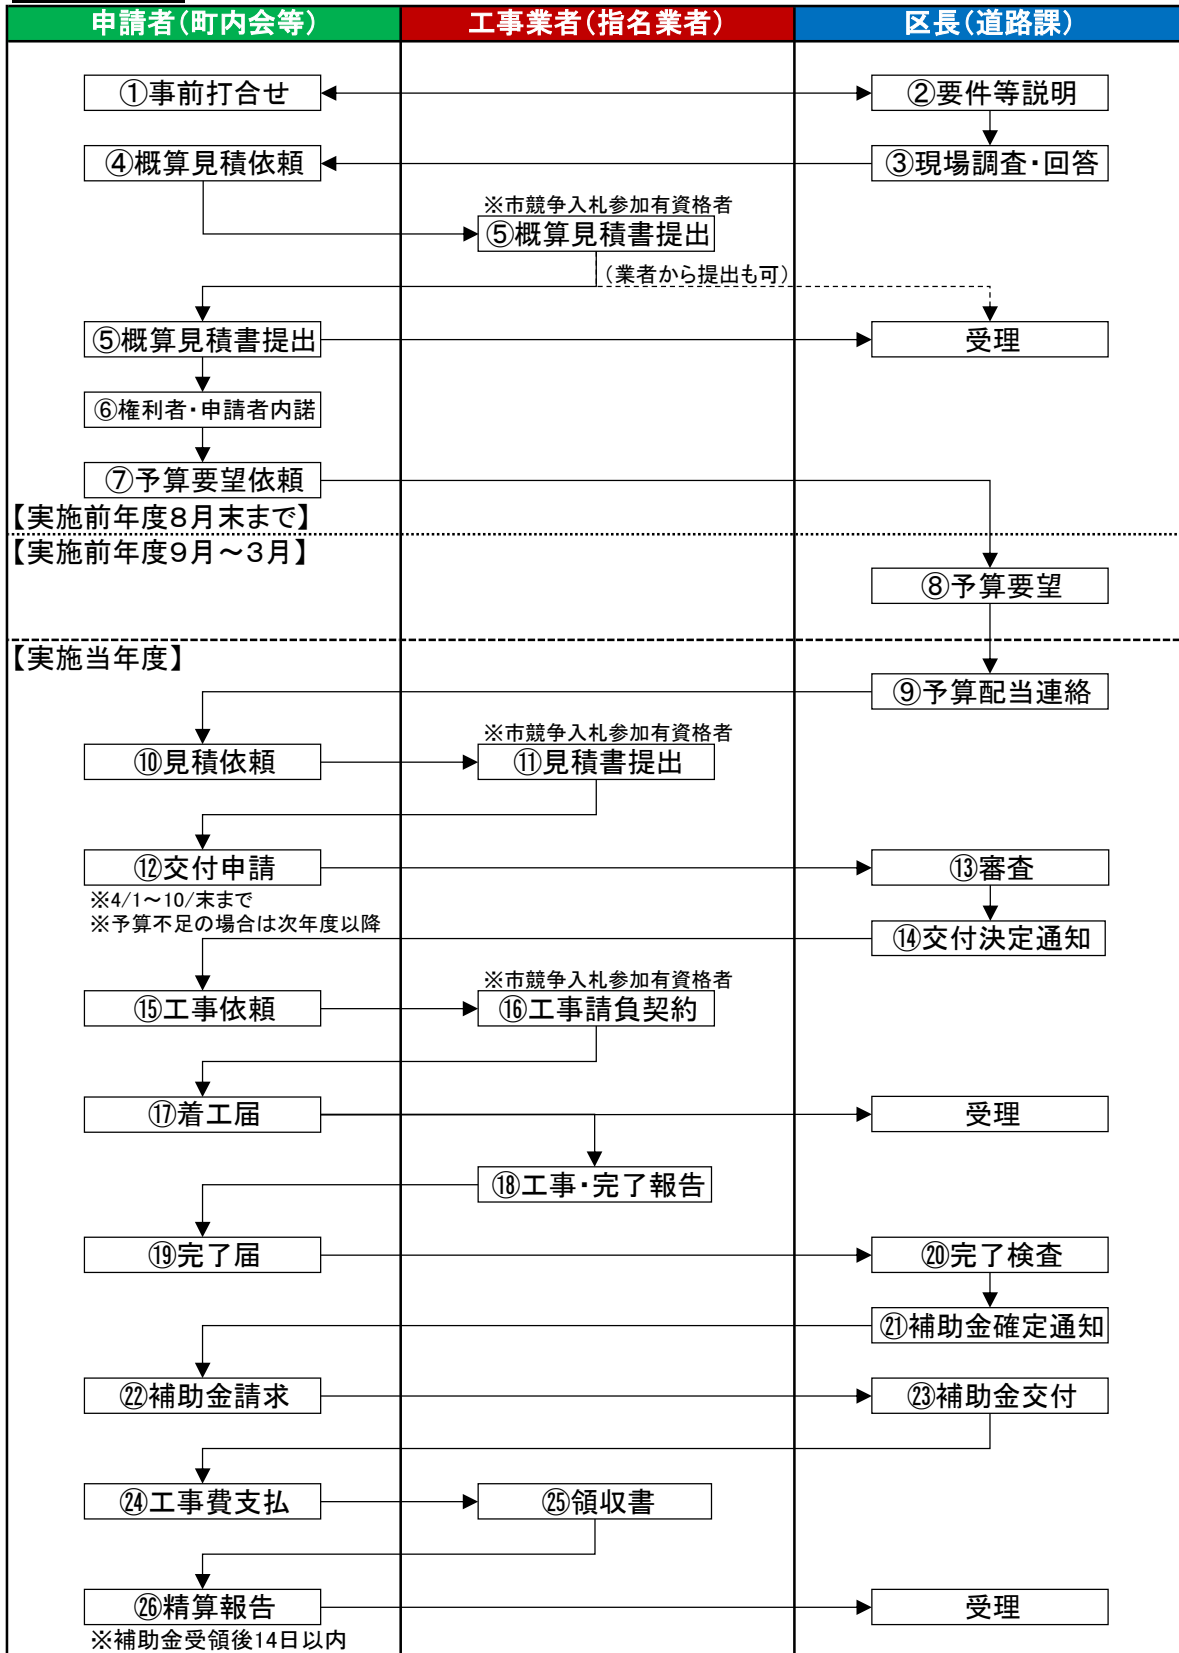 申請者(町内会等)
工事業者(指名業者)
区長(道路課)
①事前打合せ
②要件等説明
④概算見積依頼
③現場調査・回答
※市競争入札参加有資格者
⑤概算見積書提出
(業者から提出も可)
⑤概算見積書提出
受理
⑥権利者・申請者内諾
⑦予算要望依頼
【実施前年度8月末まで】
【実施前年度9月～3月】
⑧予算要望
【実施当年度】
⑨予算配当連絡
※市競争入札参加有資格者
⑩見積依頼
⑪見積書提出
⑫交付申請
⑬審査
※4/1～10/末まで
※予算不足の場合は次年度以降
⑭交付決定通知
※市競争入札参加有資格者
⑮工事依頼
⑯工事請負契約
⑰着工届
受理
⑱工事・完了報告
⑲完了届
⑳完了検査
㉑補助金確定通知
㉒補助金請求
㉓補助金交付
㉔工事費支払
㉕領収書
㉖精算報告
受理
※補助金受領後14日以内